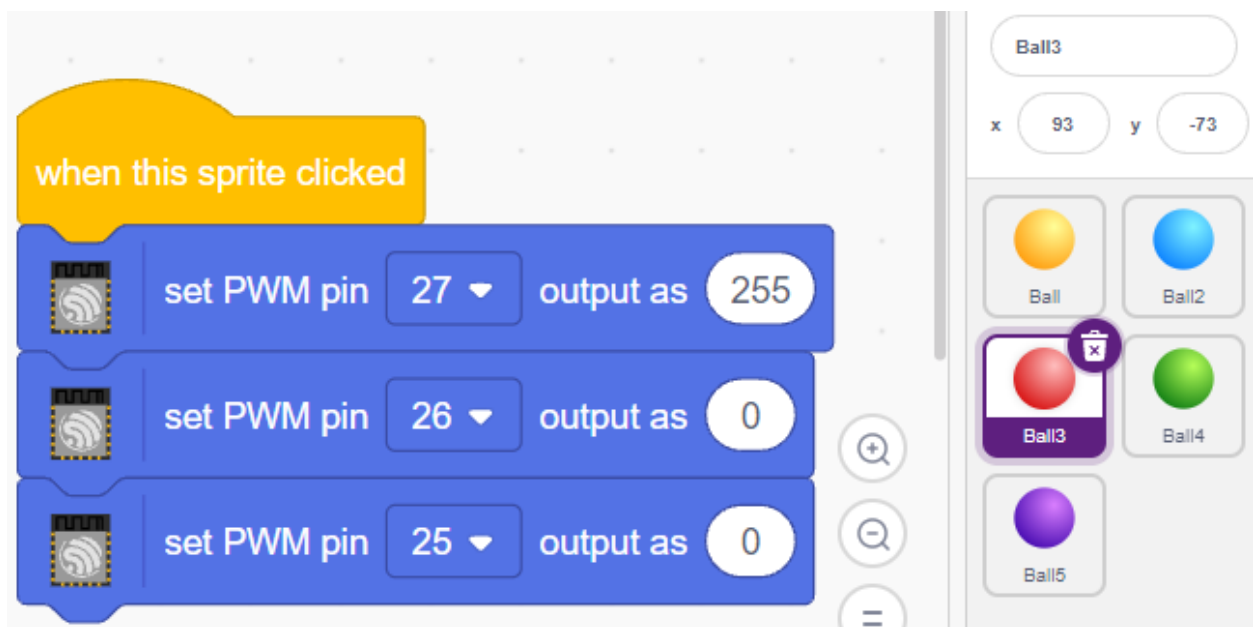 when this sprite clicked
set PWM pin 27 output as 255
set PWM pin 26 output as 0
set PWM pin 25 output as 0
Ball3
x 93 y -73
Ball Ball2
Ball3 Ball4
Ball5